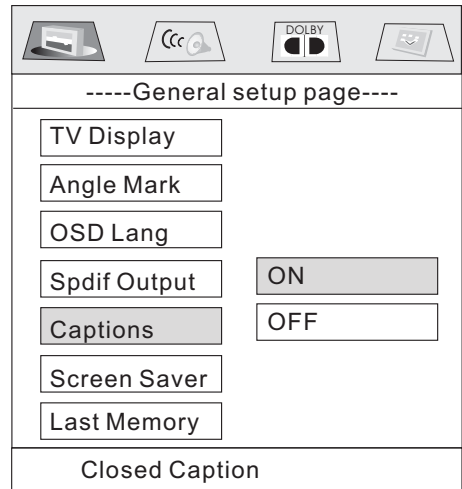 DOLBY
-----General setup page----
TV Display
Angle Mark
OSD Lang
Spdif Output
ON
Captions
OFF
Screen Saver
Last Memory
Closed Caption